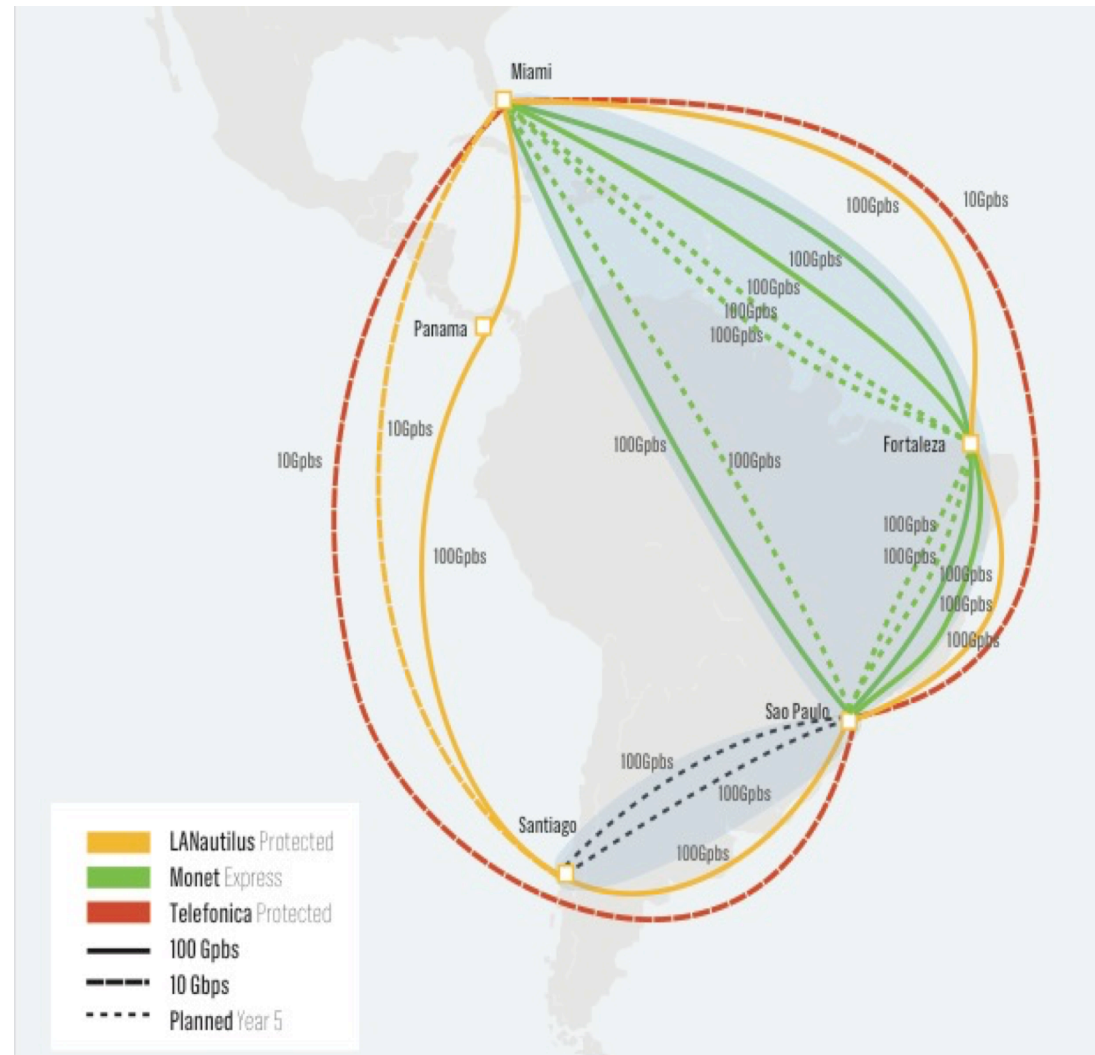 Miami
100Gpbs
10Gpbs
100Gpbs
100Gpbs
100Gpbs
100Gpbs
Panama
10Gpbs
10Gpbs
100Gpbs
100Gpbs
Fortaleza
100Gpbs
100Gpbs
100Gpbs
100Gpbs
100Gpbs
100Gpbs
Sao Paulo
100Gpbs
100Gpbs
Santiago
100Gpbs
LANautilus Protected
Monet Express
Telefonica Protected
100 Gpbs
10 Gbps
Planned Year 5